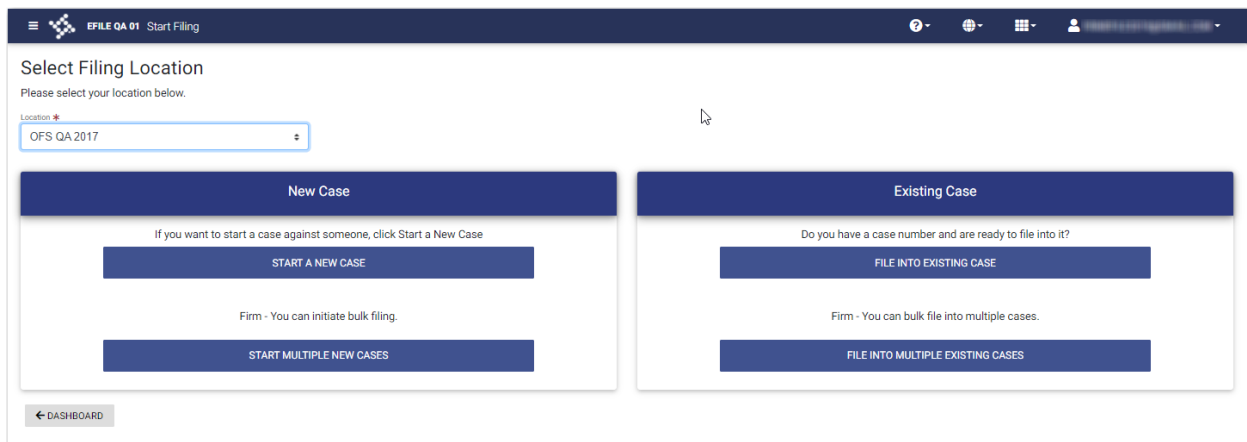 EFILE QA 01 Start Filing
Select Filing Location
Please select your location below.
Location *
OFS QA 2017
New Case
If you want to start a case against someone, click Start a New Case
START A NEW CASE
Firm - You can initiate bulk filing.
START MULTIPLE NEW CASES
Existing Case
Do you have a case number and are ready to file into it?
FILE INTO EXISTING CASE
Firm - You can bulk file into multiple cases.
FILE INTO MULTIPLE EXISTING CASES
DASHBOARD